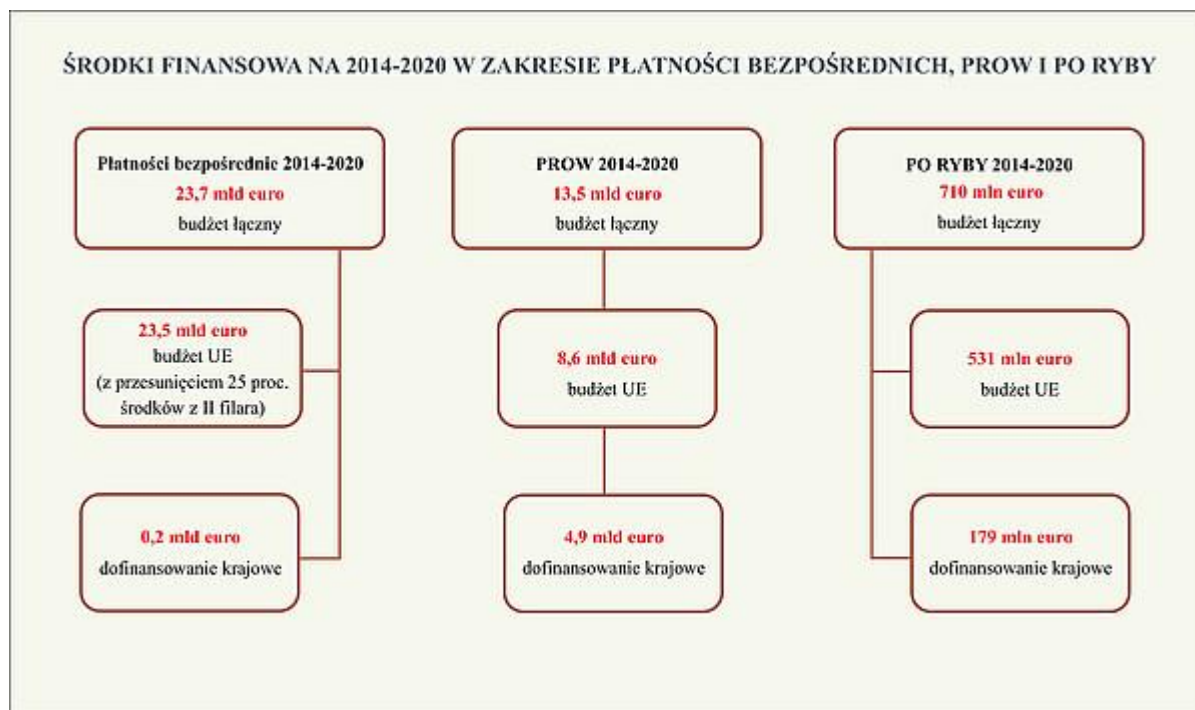 ŚRODKI FINANSOWA NA 2014-2020 W ZAKRESIE PŁATNOŚCI BEZPOŚREDNICH, PROW I PO RYBY
Płatności bezpośrednie 2014-2020
23,7 mld euro
budżet łączny
23,5 mld euro
budżet UE
(z przesunięciem 25 proc.
środków z II filara)
0,2 mld euro
dofinansowanie krajowe
PROW 2014-2020
13,5 mld euro
budżet łączny
8,6 mld euro
budżet UE
4,9 mld euro
dofinansowanie krajowe
PO RYBY 2014-2020
710 mln euro
budżet łączny
531 mln euro
budżet UE
179 mln euro
dofinansowanie krajowe